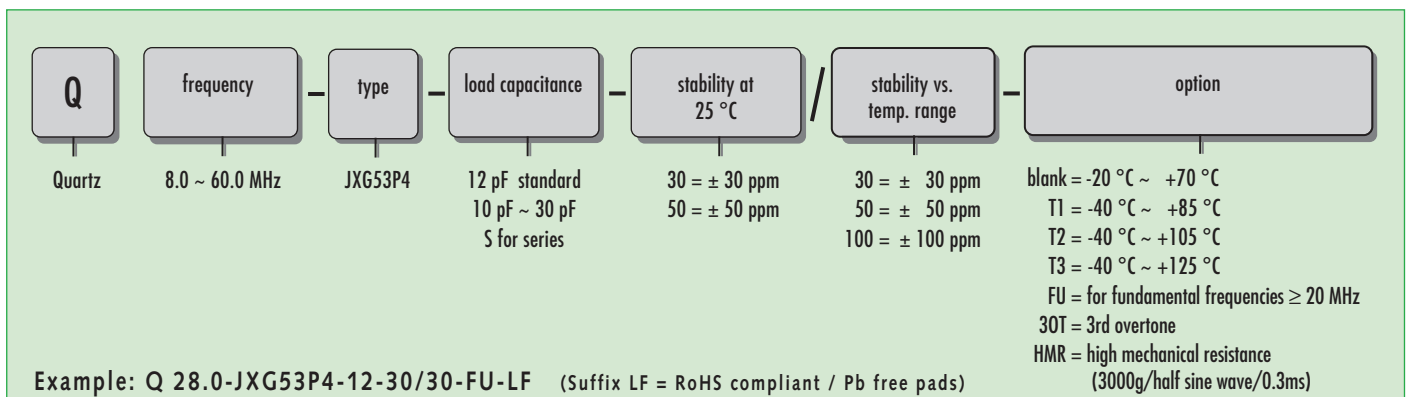 Q
frequency
–
type
–
load capacitance
–
stability at
25 °C
/
stability vs.
temp. range
–
option
Quartz
8.0 ~ 60.0 MHz
JXG53P4
12 pF standard
10 pF ~ 30 pF
S for series
30 = ± 30 ppm
50 = ± 50 ppm
30 = ± 30 ppm
50 = ± 50 ppm
100 = ± 100 ppm
blank = -20 °C ~ +70 °C
T1 = -40 °C ~ +85 °C
T2 = -40 °C ~ +105 °C
T3 = -40 °C ~ +125 °C
FU = for fundamental frequencies ≥ 20 MHz
3OT = 3rd overtone
HMR = high mechanical resistance
(3000g/half sine wave/0.3ms)
Example: Q 28.0-JXG53P4-12-30/30-FU-LF (Suffix LF = RoHS compliant / Pb free pads)